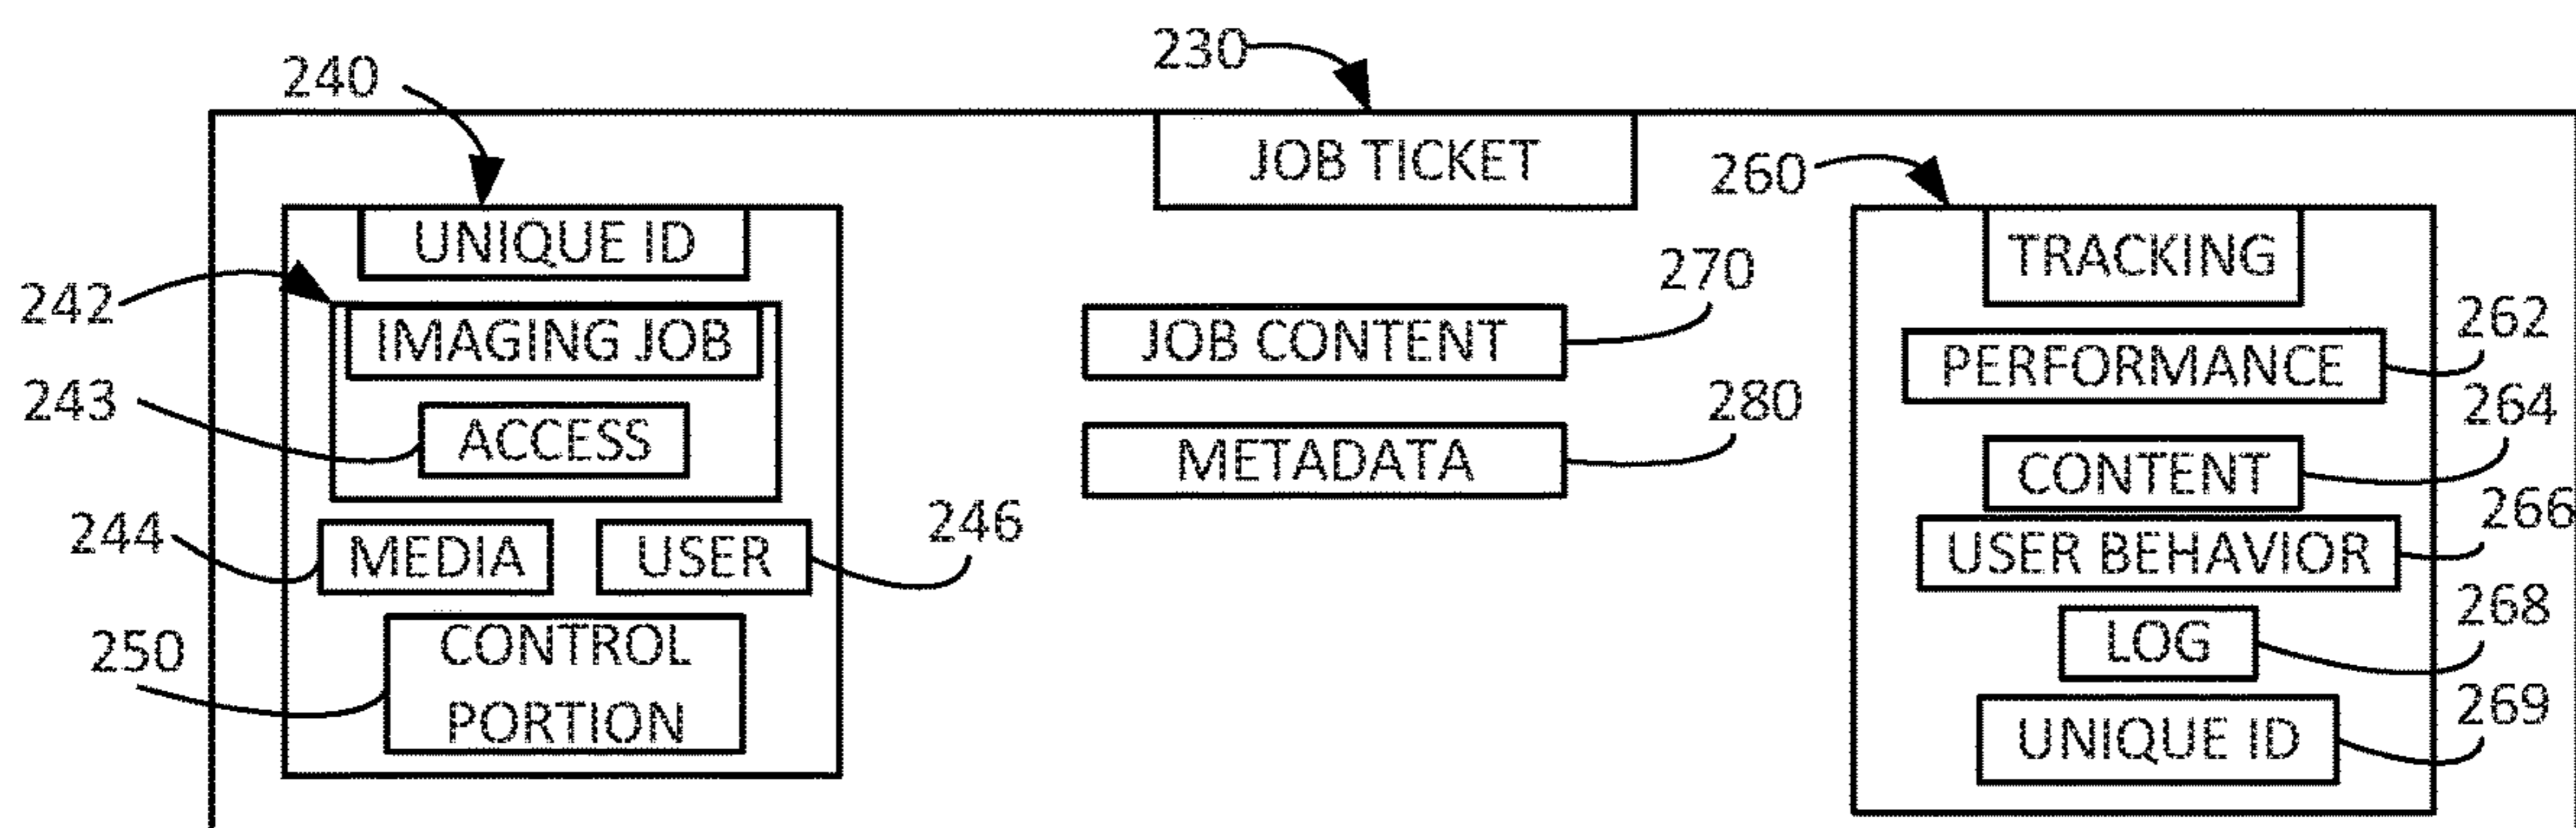 230
240
JOB TICKET
260
UNIQUE ID
TRACKING
242
270
IMAGING JOB
JOB CONTENT
262
PERFORMANCE
243
280
264
ACCESS
METADATA
CONTENT
244
246
266
MEDIA
USER
USER BEHAVIOR
250
268
CONTROL
PORTION
LOG
269
UNIQUE ID